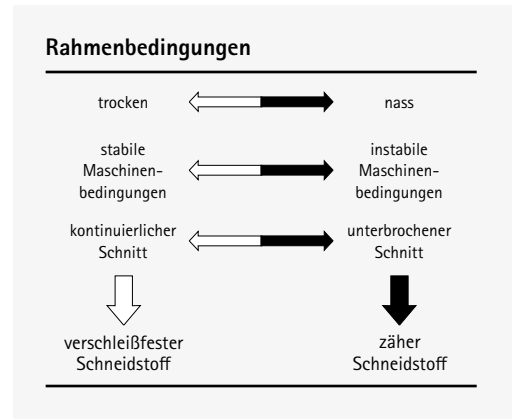 Rahmenbedingungen
trocken
nass
stabile
Maschinen-
bedingungen
instabile
Maschinen-
bedingungen
kontinuierlicher
Schnitt
unterbrochener
Schnitt
verschleißfester
Schneidstoff
zäher
Schneidstoff